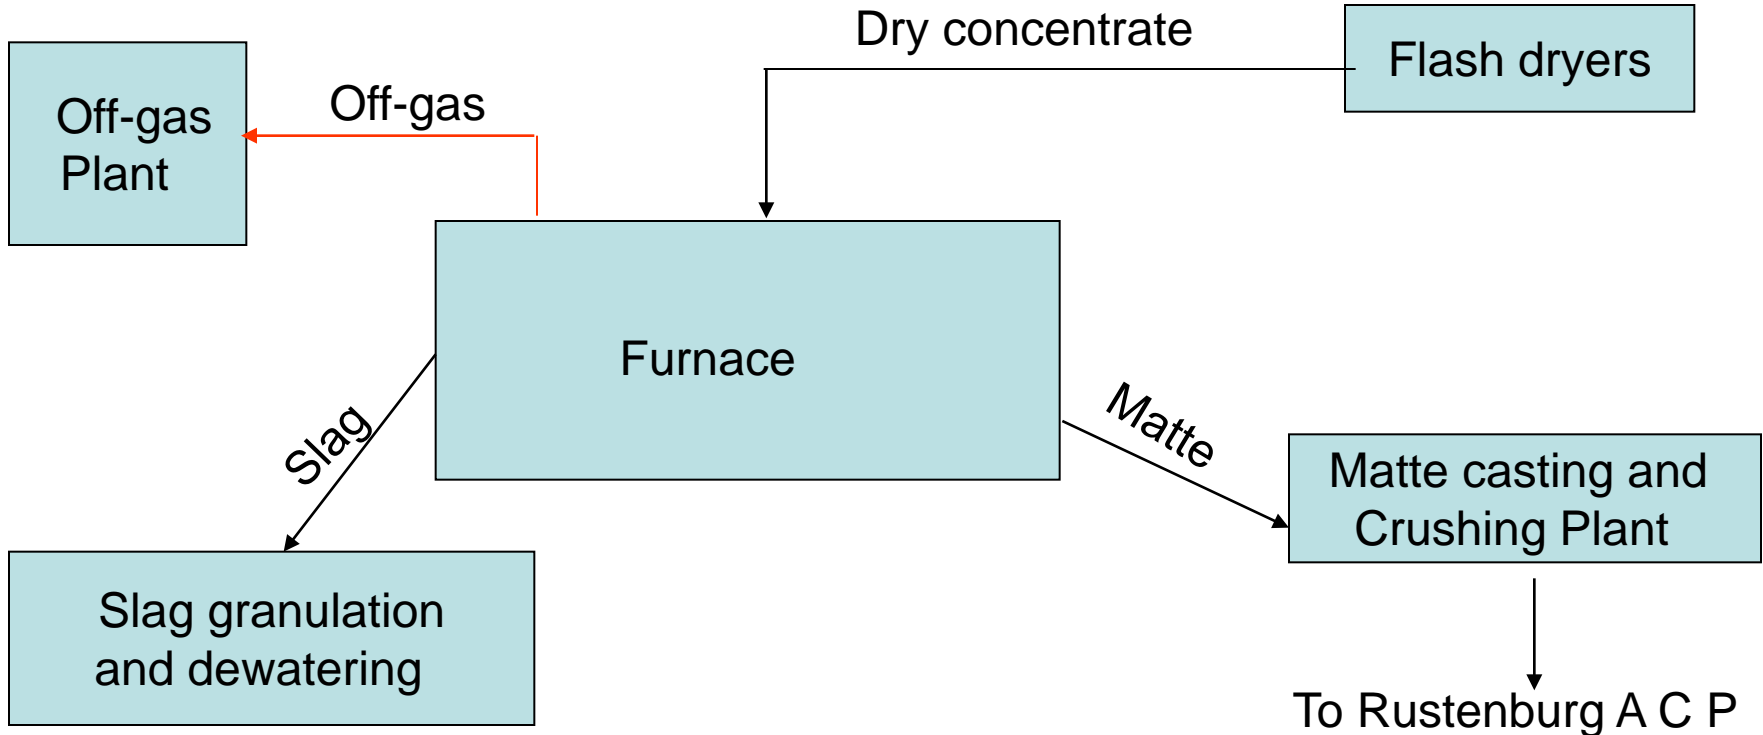 Dry concentrate
Flash dryers
Off-gas
Plant
Off-gas
Furnace
Slag
Matte
Matte casting and
Crushing Plant
Slag granulation
and dewatering
To Rustenburg A C P